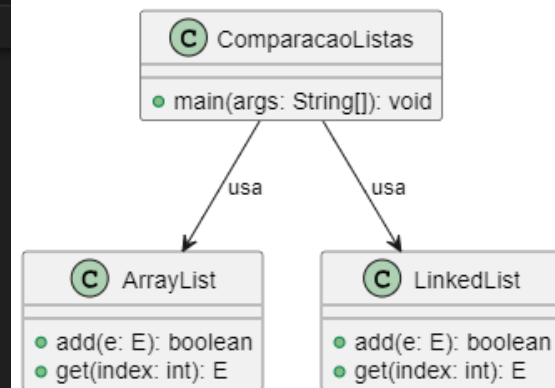 C ComparacaoListas
main(args: String[]): void
usa
usa
C ArrayList
add(e: E): boolean
get(index: int): E
C LinkedList
add(e: E): boolean
get(index: int): E